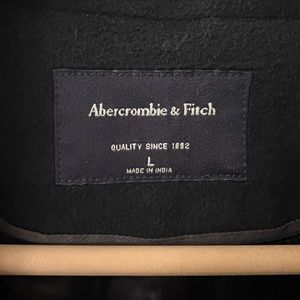 Abercrombie & Fitch
QUALITY SINCE 1892
L
MADE IN INDIA